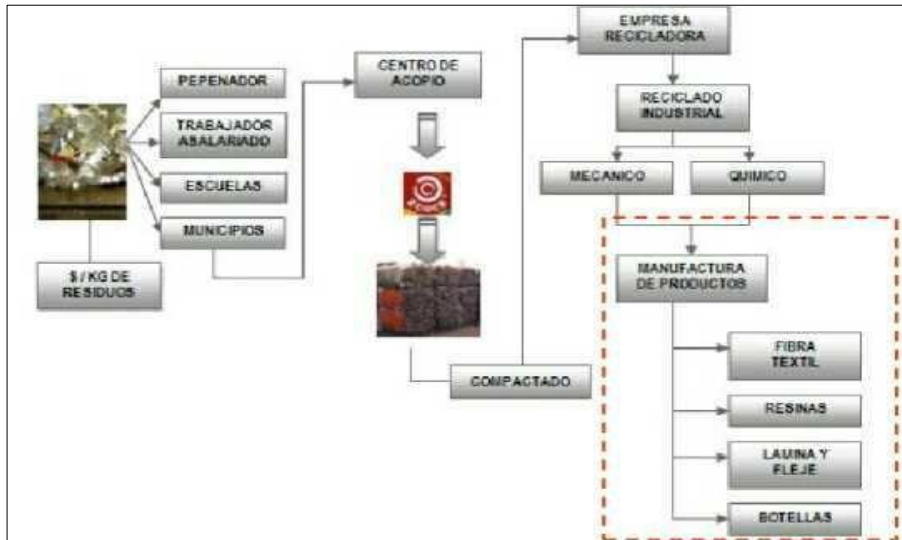 PEPENADOR
TRABAJADOR
ASALARIADO
ESCUELAS
MUNICIPIOS
$ / KG DE
RESIDUOS
CENTRO DE
ACOPIO
COMPACTADO
EMPRESA
RECICLADORA
RECICLADO
INDUSTRIAL
MECANICO
QUIMICO
MANUFACTURA
DE PRODUCTOS
FIBRA
TEXTIL
RESINAS
LAMINA Y
FLEJE
BOTELLAS